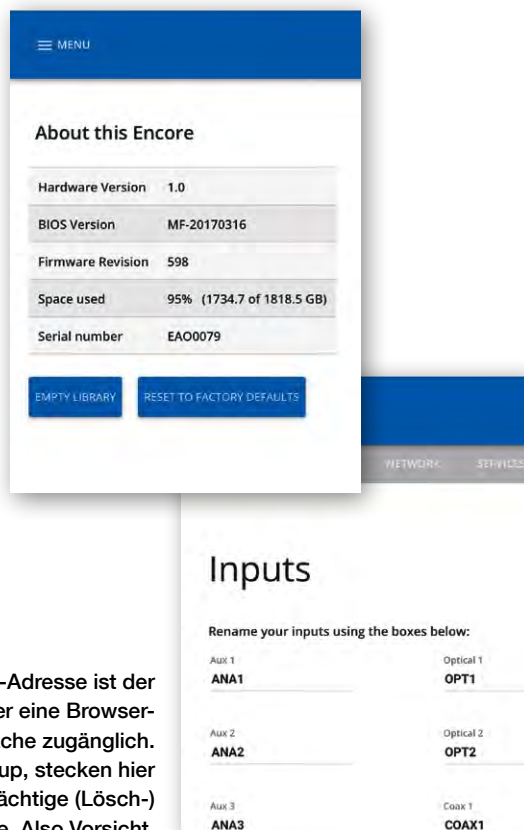 MENU
About this Encore
Hardware Version 1.0
BIOS Version MF-20170316
Firmware Revision 598
Space used 95% (1734.7 of 1818.5 GB)
Serial number EAO0079
EMPTY LIBRARY RESET TO FACTORY DEFAULTS
NETWORK SERVICES
Inputs
Rename your inputs using the boxes below:
Aux 1 Optical 1
ANA1 OPT1
Aux 2 Optical 2
ANA2 OPT2
Aux 3 Coax 1
ANA3 COAX1
-Adresse ist der
er eine Browser-
che zugänglich.
up, stecken hier
ächtige (Lösch-)
Also Vorsicht